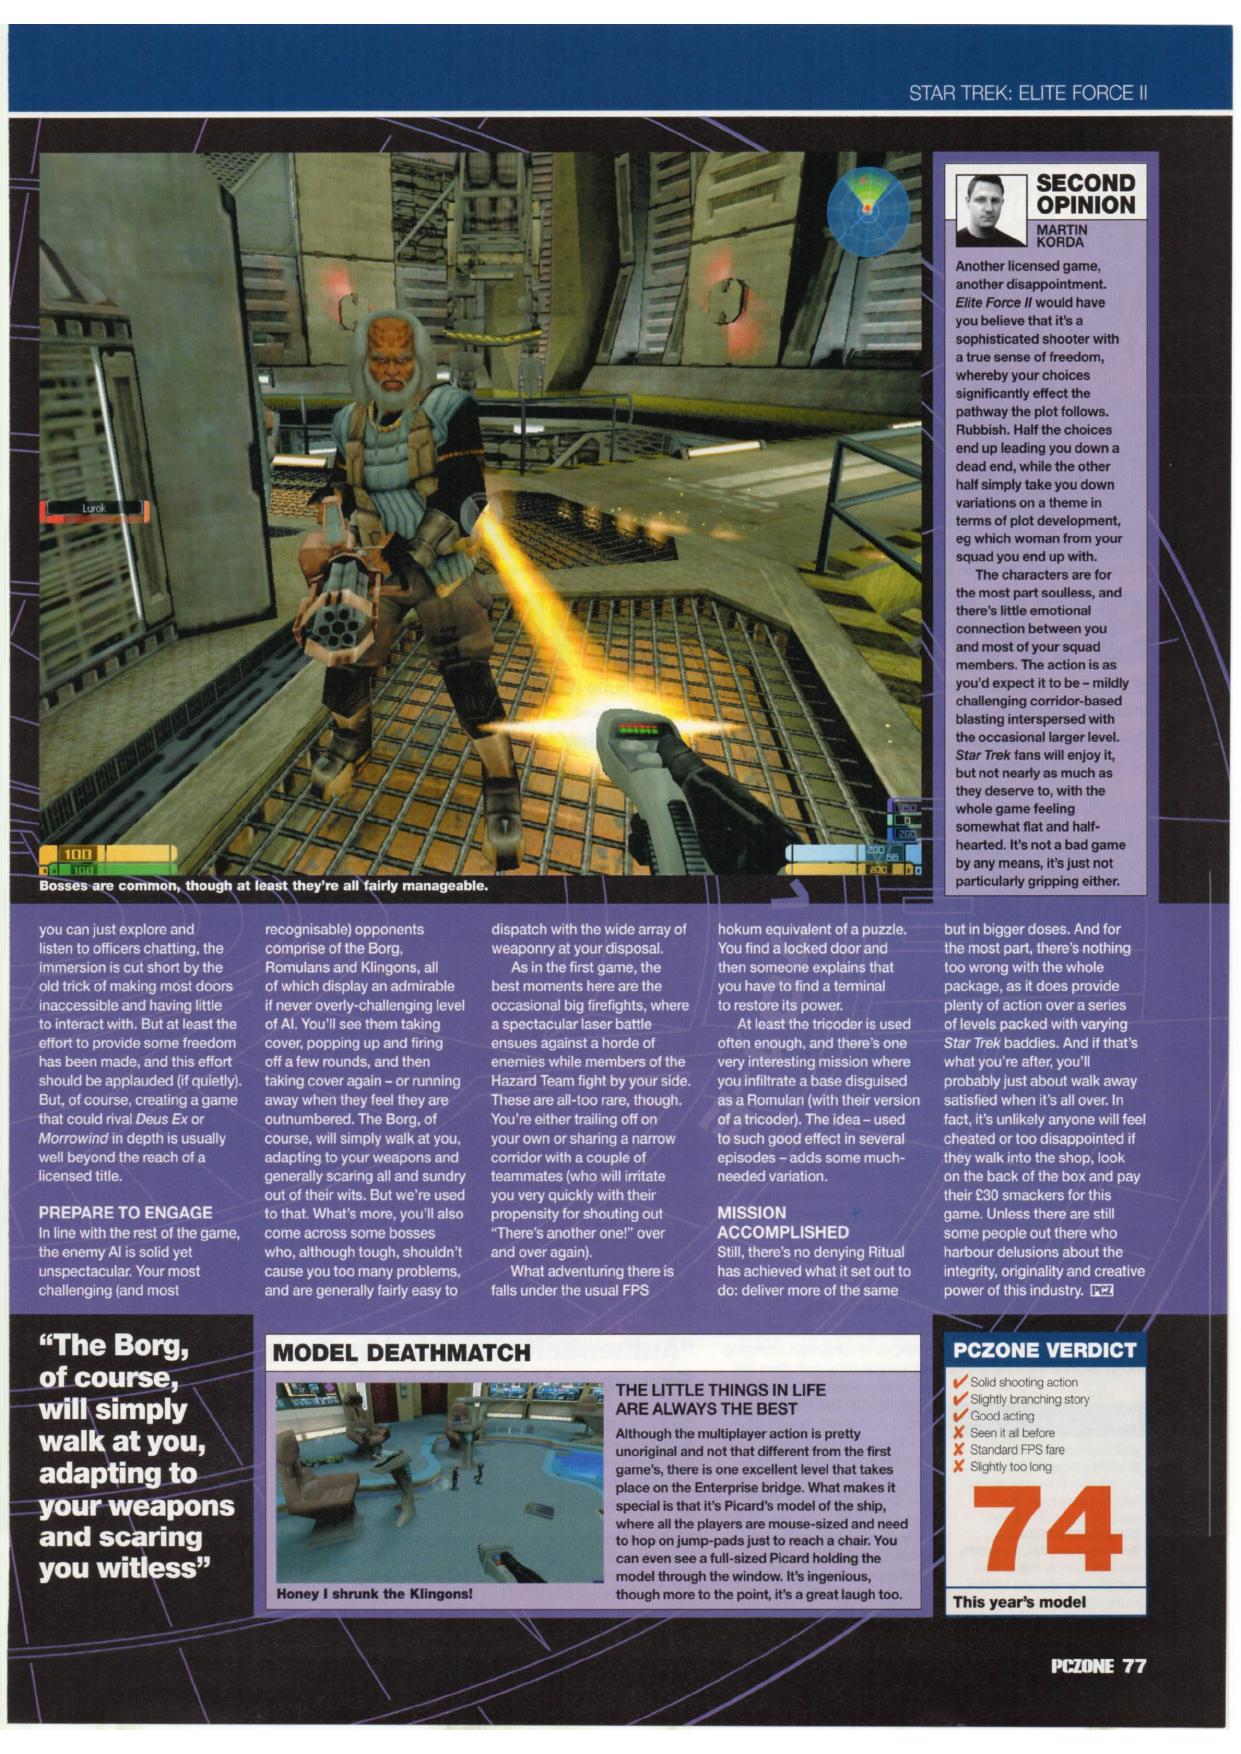 STAR TREK: ELITE FORCE II
Lurok
100
100
200
66
200
Bosses are common, though at least they're all fairly manageable.
SECOND
OPINION
MARTIN
KORDA
Another licensed game,
another disappointment.
Elite Force II would have
you believe that it's a
sophisticated shooter with
a true sense of freedom,
whereby your choices
significantly effect the
pathway the plot follows.
Rubbish. Half the choices
end up leading you down a
dead end, while the other
half simply take you down
variations on a theme in
terms of plot development,
eg which woman from your
squad you end up with.
The characters are for
the most part soulless, and
there's little emotional
connection between you
and most of your squad
members. The action is as
you'd expect it to be – mildly
challenging corridor-based
blasting interspersed with
the occasional larger level.
Star Trek fans will enjoy it,
but not nearly as much as
they deserve to, with the
whole game feeling
somewhat flat and half-
hearted. It's not a bad game
by any means, it's just not
particularly gripping either.
you can just explore and
listen to officers chatting, the
immersion is cut short by the
old trick of making most doors
inaccessible and having little
to interact with. But at least the
effort to provide some freedom
has been made, and this effort
should be applauded (if quietly).
But, of course, creating a game
that could rival Deus Ex or
Morrowind in depth is usually
well beyond the reach of a
licensed title.
PREPARE TO ENGAGE
In line with the rest of the game,
the enemy AI is solid yet
unspectacular. Your most
challenging (and most
recognisable) opponents
comprise of the Borg,
Romulans and Klingons, all
of which display an admirable
if never overly-challenging level
of AI. You'll see them taking
cover, popping up and firing
off a few rounds, and then
taking cover again – or running
away when they feel they are
outnumbered. The Borg, of
course, will simply walk at you,
adapting to your weapons and
generally scaring all and sundry
out of their wits. But we're used
to that. What's more, you'll also
come across some bosses
who, although tough, shouldn't
cause you too many problems,
and are generally fairly easy to
dispatch with the wide array of
weaponry at your disposal.
As in the first game, the
best moments here are the
occasional big firefights, where
a spectacular laser battle
ensues against a horde of
enemies while members of the
Hazard Team fight by your side.
These are all-too rare, though.
You're either trailing off on
your own or sharing a narrow
corridor with a couple of
teammates (who will irritate
you very quickly with their
propensity for shouting out
"There's another one!" over
and over again).
What adventuring there is
falls under the usual FPS
hokum equivalent of a puzzle.
You find a locked door and
then someone explains that
you have to find a terminal
to restore its power.
At least the tricoder is used
often enough, and there's one
very interesting mission where
you infiltrate a base disguised
as a Romulan (with their version
of a tricoder). The idea – used
to such good effect in several
episodes – adds some much-
needed variation.
MISSION
ACCOMPLISHED
Still, there's no denying Ritual
has achieved what it set out to
do: deliver more of the same
but in bigger doses. And for
the most part, there's nothing
too wrong with the whole
package, as it does provide
plenty of action over a series
of levels packed with varying
Star Trek baddies. And if that's
what you're after, you'll
probably just about walk away
satisfied when it's all over. In
fact, it's unlikely anyone will feel
cheated or too disappointed if
they walk into the shop, look
on the back of the box and pay
their £30 smackers for this
game. Unless there are still
some people out there who
harbour delusions about the
integrity, originality and creative
power of this industry. PCZ
"The Borg,
of course,
will simply
walk at you,
adapting to
your weapons
and scaring
you witless"
MODEL DEATHMATCH
Honey I shrunk the Klingons!
THE LITTLE THINGS IN LIFE
ARE ALWAYS THE BEST
Although the multiplayer action is pretty
unoriginal and not that different from the first
game's, there is one excellent level that takes
place on the Enterprise bridge. What makes it
special is that it's Picard's model of the ship,
where all the players are mouse-sized and need
to hop on jump-pads just to reach a chair. You
can even see a full-sized Picard holding the
model through the window. It's ingenious,
though more to the point, it's a great laugh too.
PCZONE VERDICT
✓ Solid shooting action
✓ Slightly branching story
✓ Good acting
✗ Seen it all before
✗ Standard FPS fare
✗ Slightly too long
74
This year's model
PCZONE 77